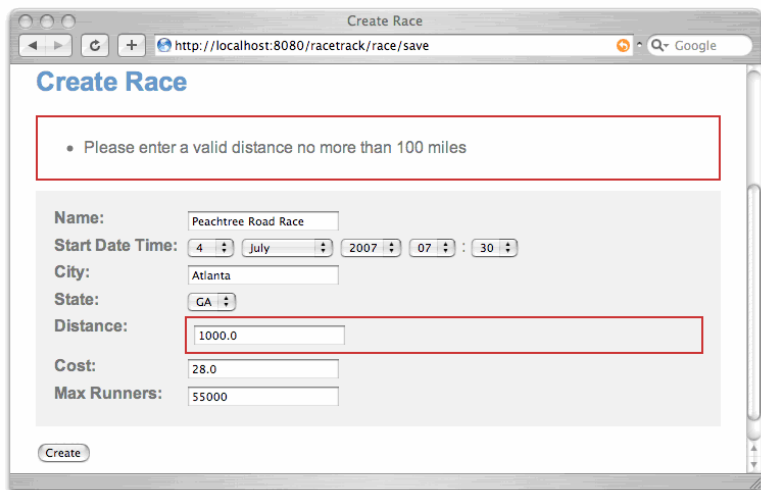 Create Race
http://localhost:8080/racetrack/race/save
Google
Create Race
• Please enter a valid distance no more than 100 miles
Name: Peachtree Road Race
Start Date Time: 4 July 2007 07 : 30
City: Atlanta
State: GA
Distance: 1000.0
Cost: 28.0
Max Runners: 55000
Create